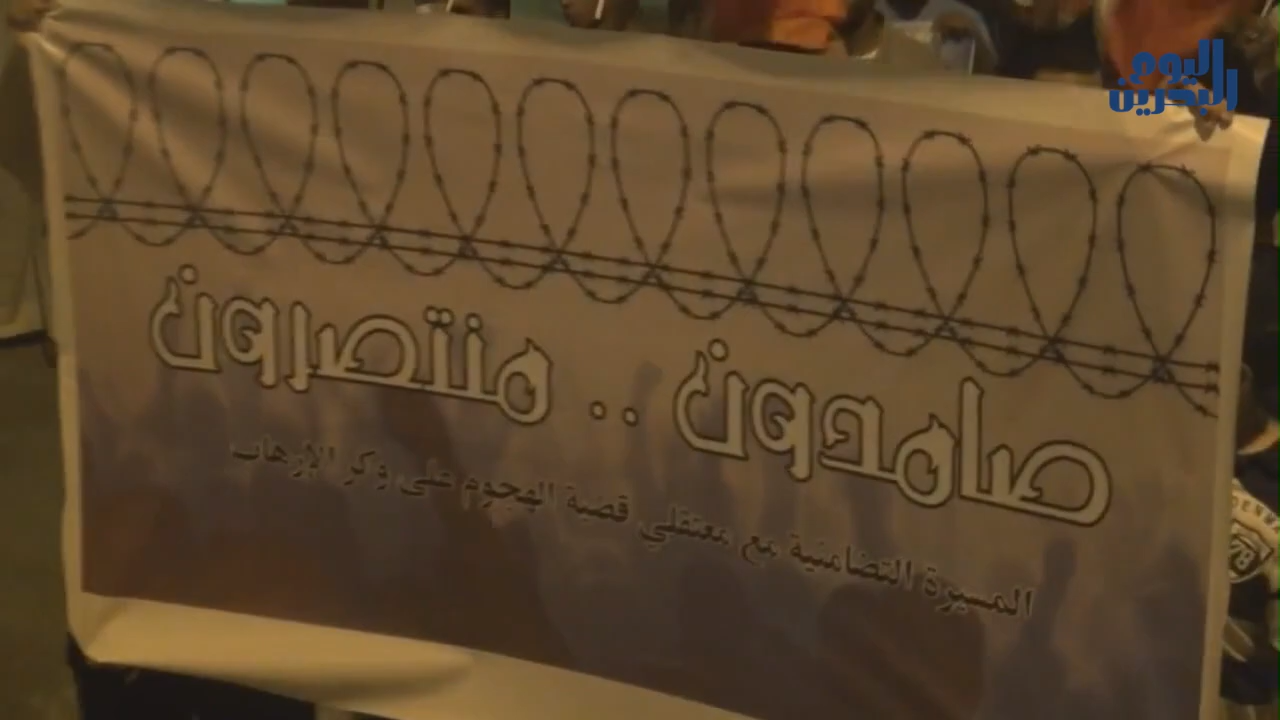 اليوم
البحرين
صامدون .. منتصرون
المسيرة التضامنية مع معتقلي قضية الهجوم على وكر الإرهاب